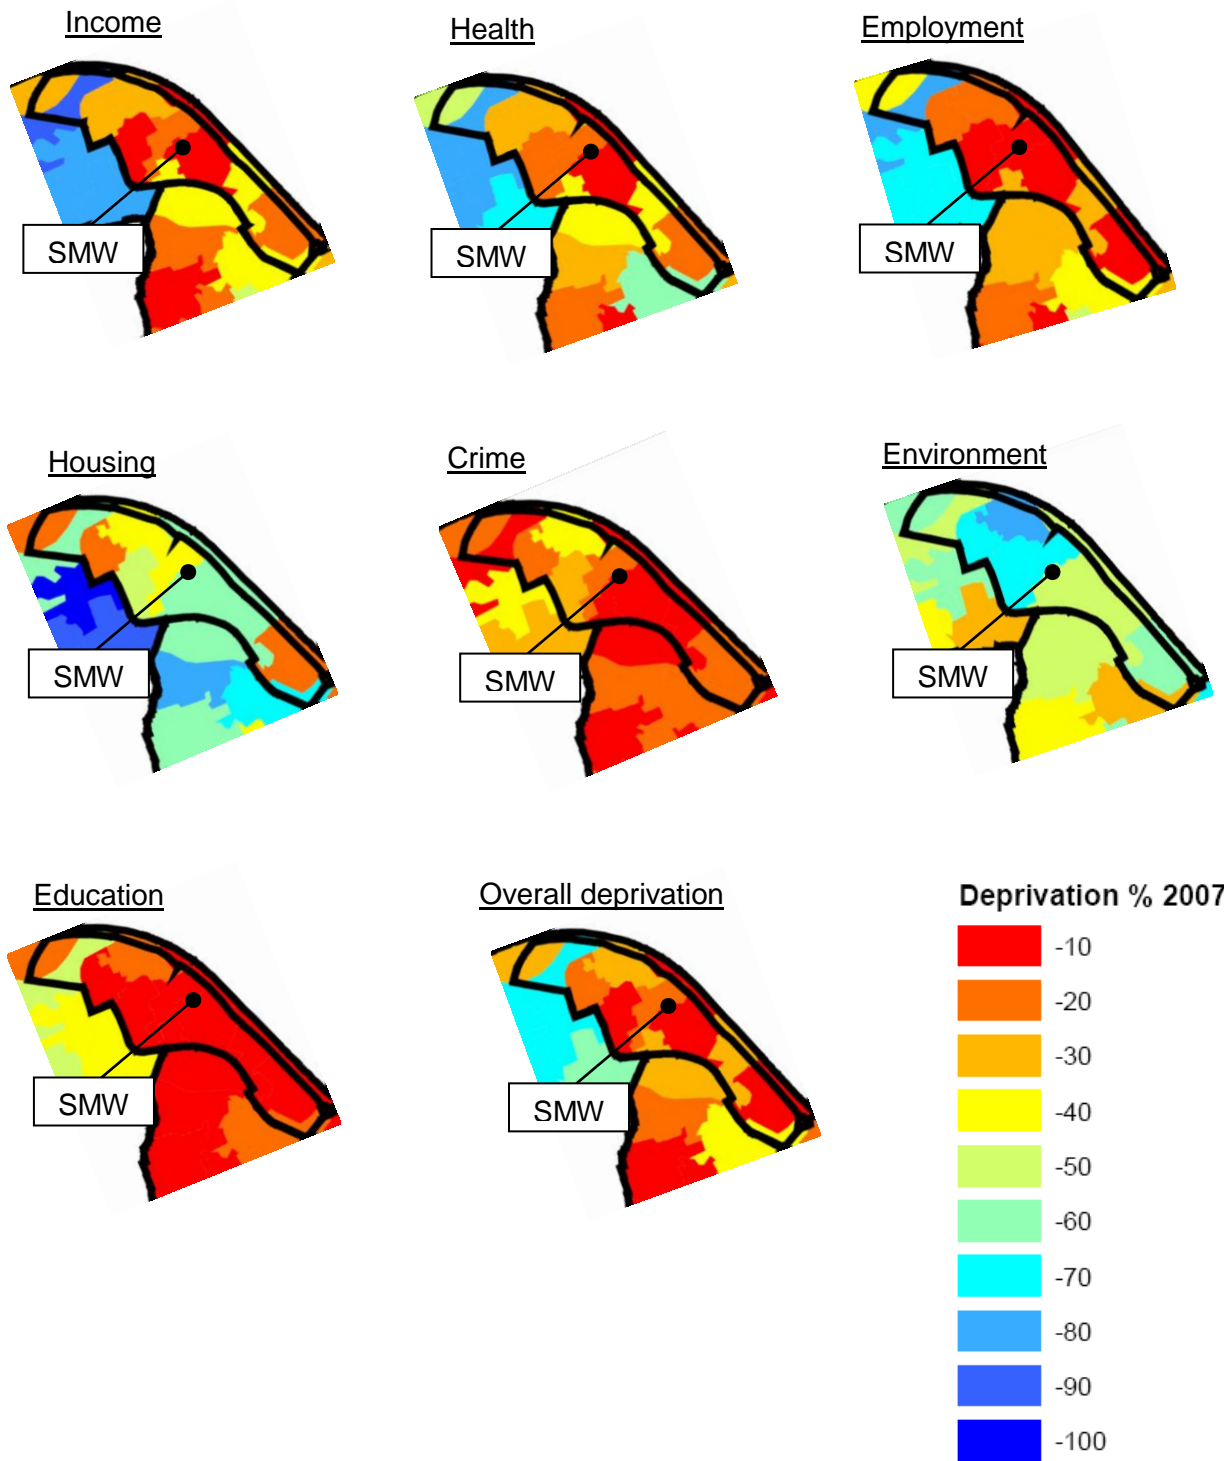 Income
Health
Employment
SMW
SMW
SMW
Housing
Crime
Environment
SMW
SMW
SMW
Education
Overall deprivation
Deprivation % 2007
SMW
SMW
-10
-20
-30
-40
-50
-60
-70
-80
-90
-100